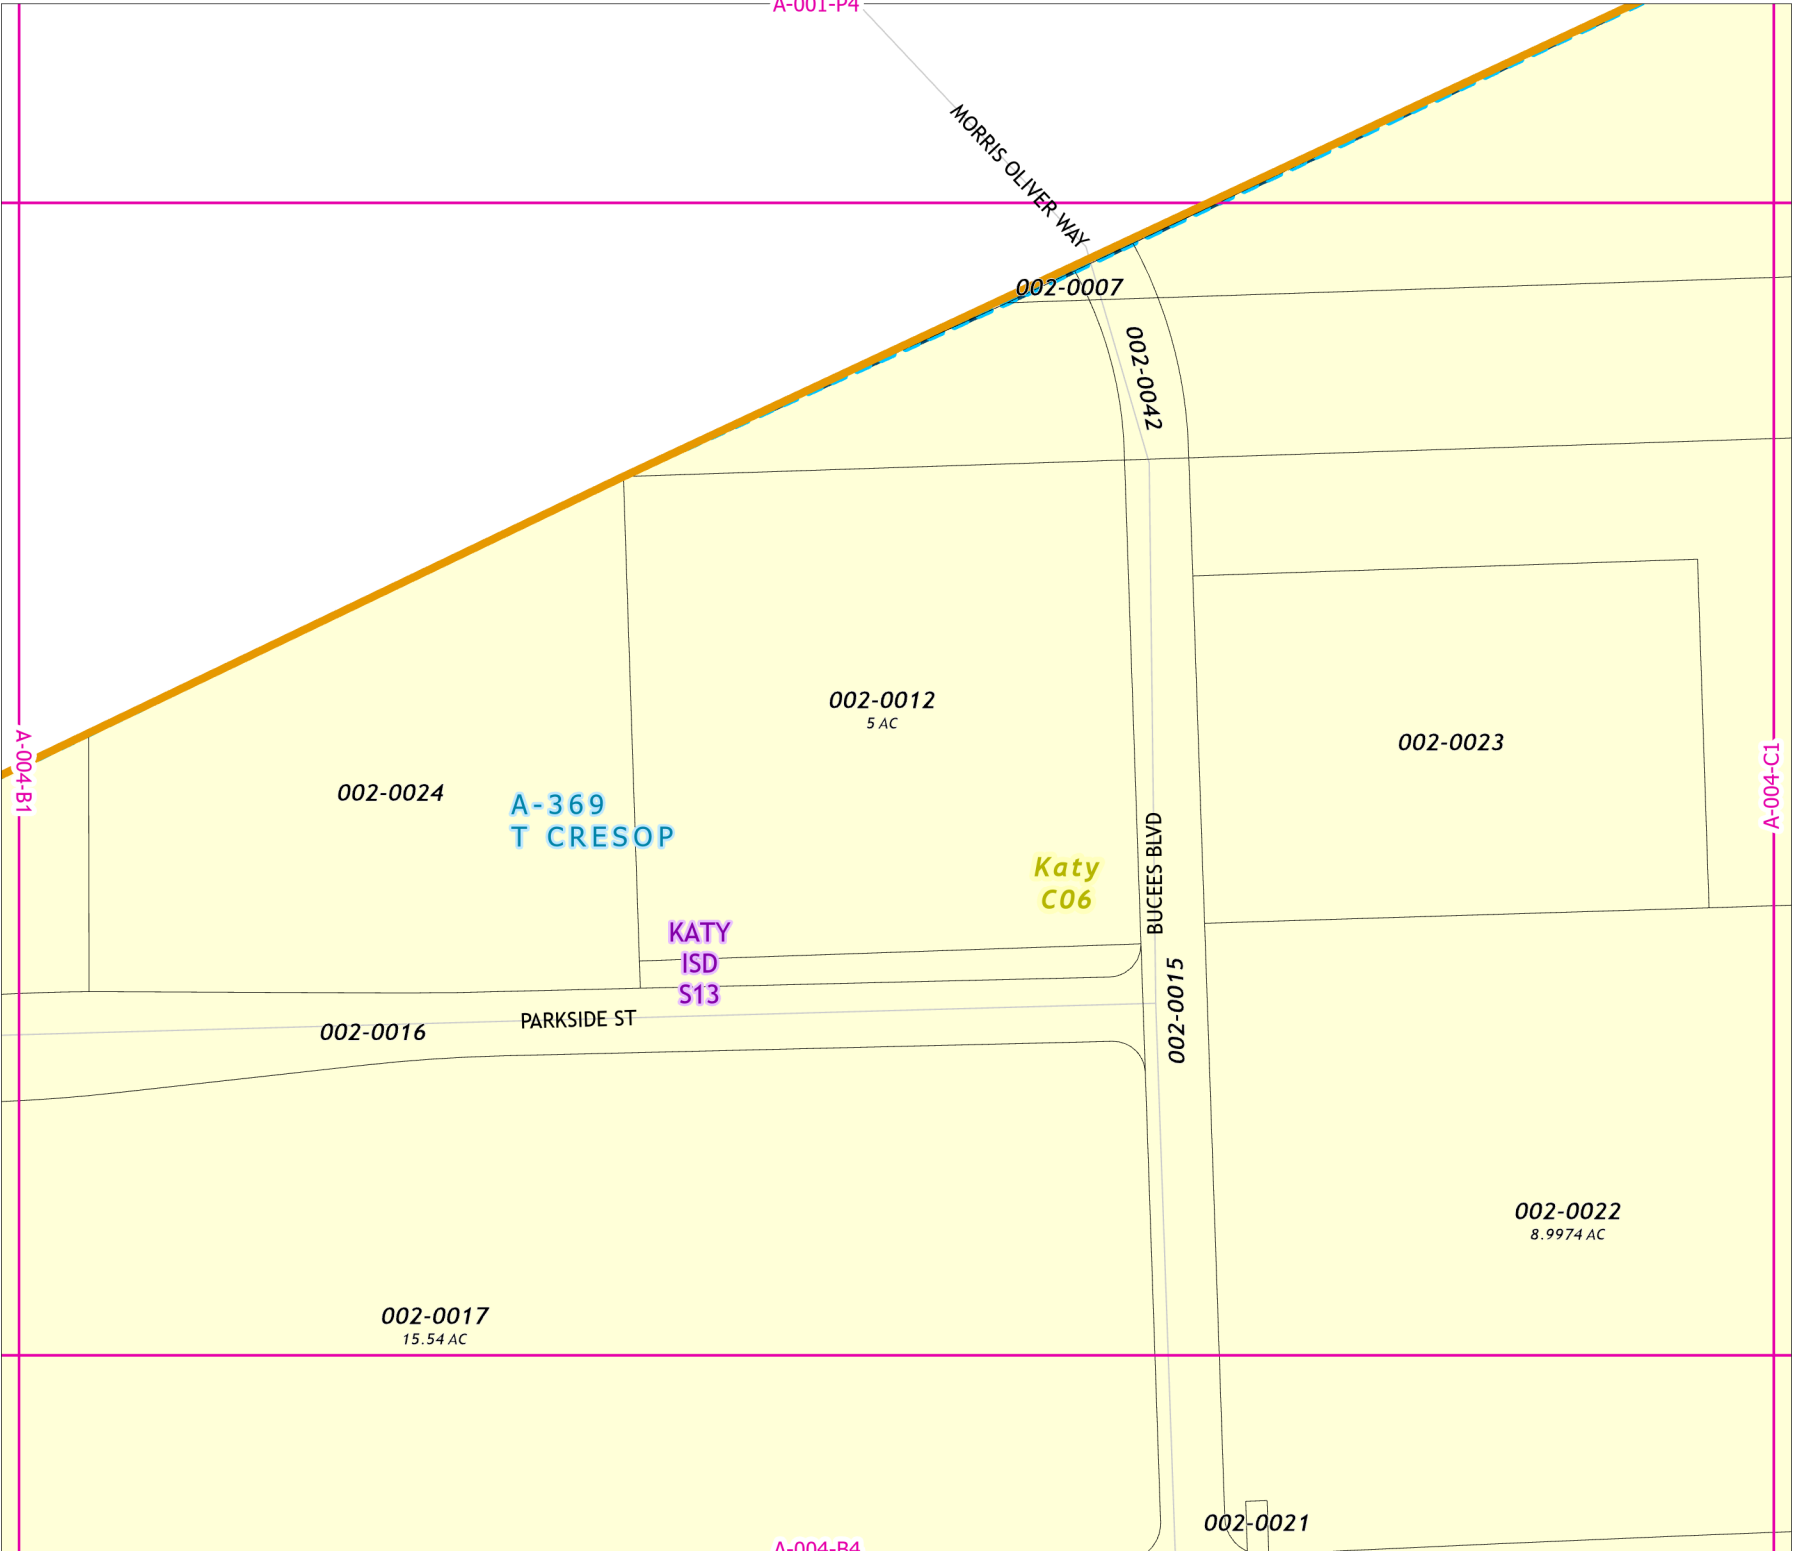 A-001-P4
MORRIS OLIVER WAY
002-0007
002-0042
002-0012
5 AC
002-0023
A-004-B1
A-004-C1
002-0024
A-369
T CRESOP
Katy
C06
BUCEES BLVD
KATY
ISD
S13
002-0015
PARKSIDE ST
002-0016
002-0022
8.9974 AC
002-0017
15.54 AC
002-0021
A-004-B4